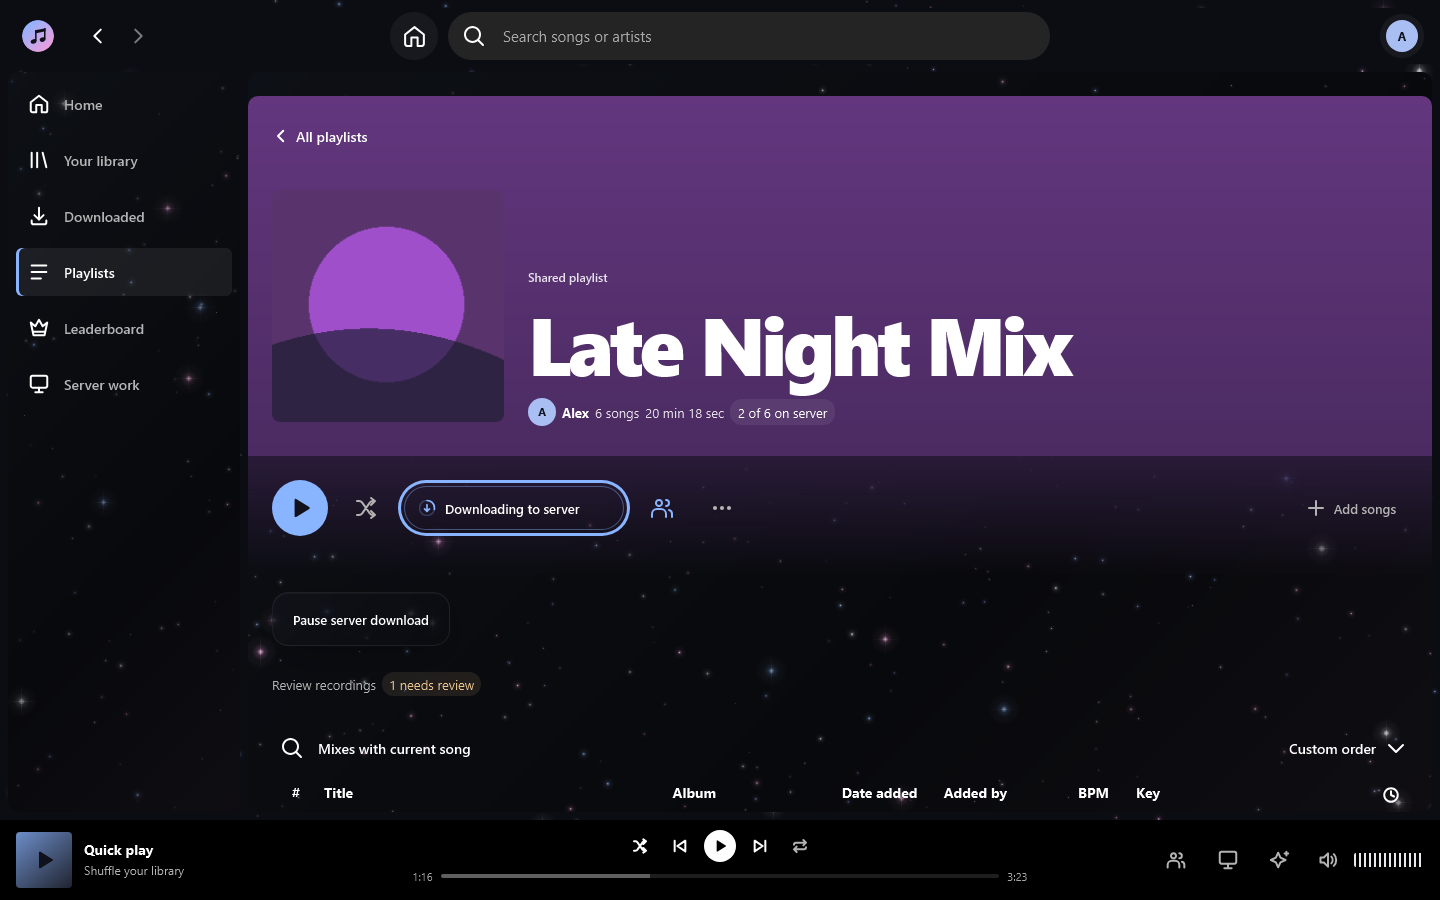 Search songs or artists
A
Home
Your library
Downloaded
Playlists
Leaderboard
Server work
All playlists
Shared playlist
Late Night Mix
A Alex 6 songs 20 min 18 sec 2 of 6 on server
Downloading to server
Add songs
Pause server download
Review recordings 1 needs review
Mixes with current song
Custom order
# Title Album Date added Added by BPM Key
Quick play
Shuffle your library
1:16
3:23